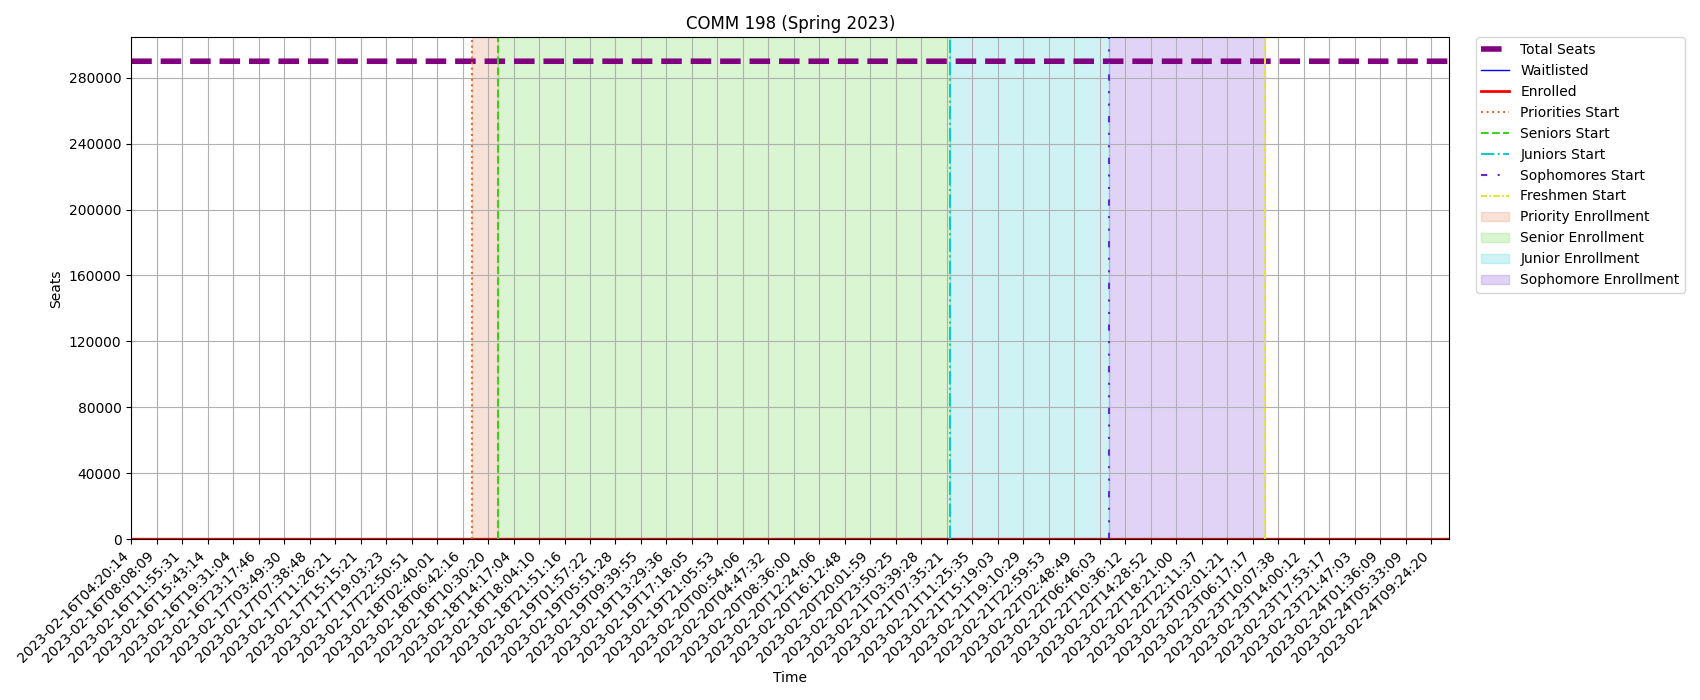 COMM 198 (Spring 2023)
Seats
280000
240000
200000
160000
120000
80000
40000
0
2023-02-16T04:20:14
2023-02-16T08:08:09
2023-02-16T11:55:31
2023-02-16T15:43:14
2023-02-16T19:31:04
2023-02-16T23:17:46
2023-02-17T03:49:30
2023-02-17T07:38:48
2023-02-17T11:26:21
2023-02-17T15:15:21
2023-02-17T19:03:23
2023-02-17T22:50:51
2023-02-18T02:40:01
2023-02-18T06:42:16
2023-02-18T10:30:20
2023-02-18T14:17:04
2023-02-18T18:04:10
2023-02-18T21:51:16
2023-02-19T01:57:22
2023-02-19T05:51:28
2023-02-19T09:39:55
2023-02-19T13:29:36
2023-02-19T17:18:05
2023-02-19T21:05:53
2023-02-20T00:54:06
2023-02-20T04:47:32
2023-02-20T08:36:00
2023-02-20T12:24:06
2023-02-20T16:12:48
2023-02-20T20:01:59
2023-02-20T23:50:25
2023-02-21T03:39:28
2023-02-21T07:35:21
2023-02-21T11:25:35
2023-02-21T15:19:03
2023-02-21T19:10:29
2023-02-21T22:59:53
2023-02-22T02:48:49
2023-02-22T06:46:03
2023-02-22T10:36:12
2023-02-22T14:28:52
2023-02-22T18:21:00
2023-02-22T22:11:37
2023-02-23T02:01:21
2023-02-23T06:17:17
2023-02-23T10:07:38
2023-02-23T14:00:12
2023-02-23T17:53:17
2023-02-23T21:47:03
2023-02-24T01:36:09
2023-02-24T05:33:09
2023-02-24T09:24:20
Time
Total Seats
Waitlisted
Enrolled
Priorities Start
Seniors Start
Juniors Start
Sophomores Start
Freshmen Start
Priority Enrollment
Senior Enrollment
Junior Enrollment
Sophomore Enrollment